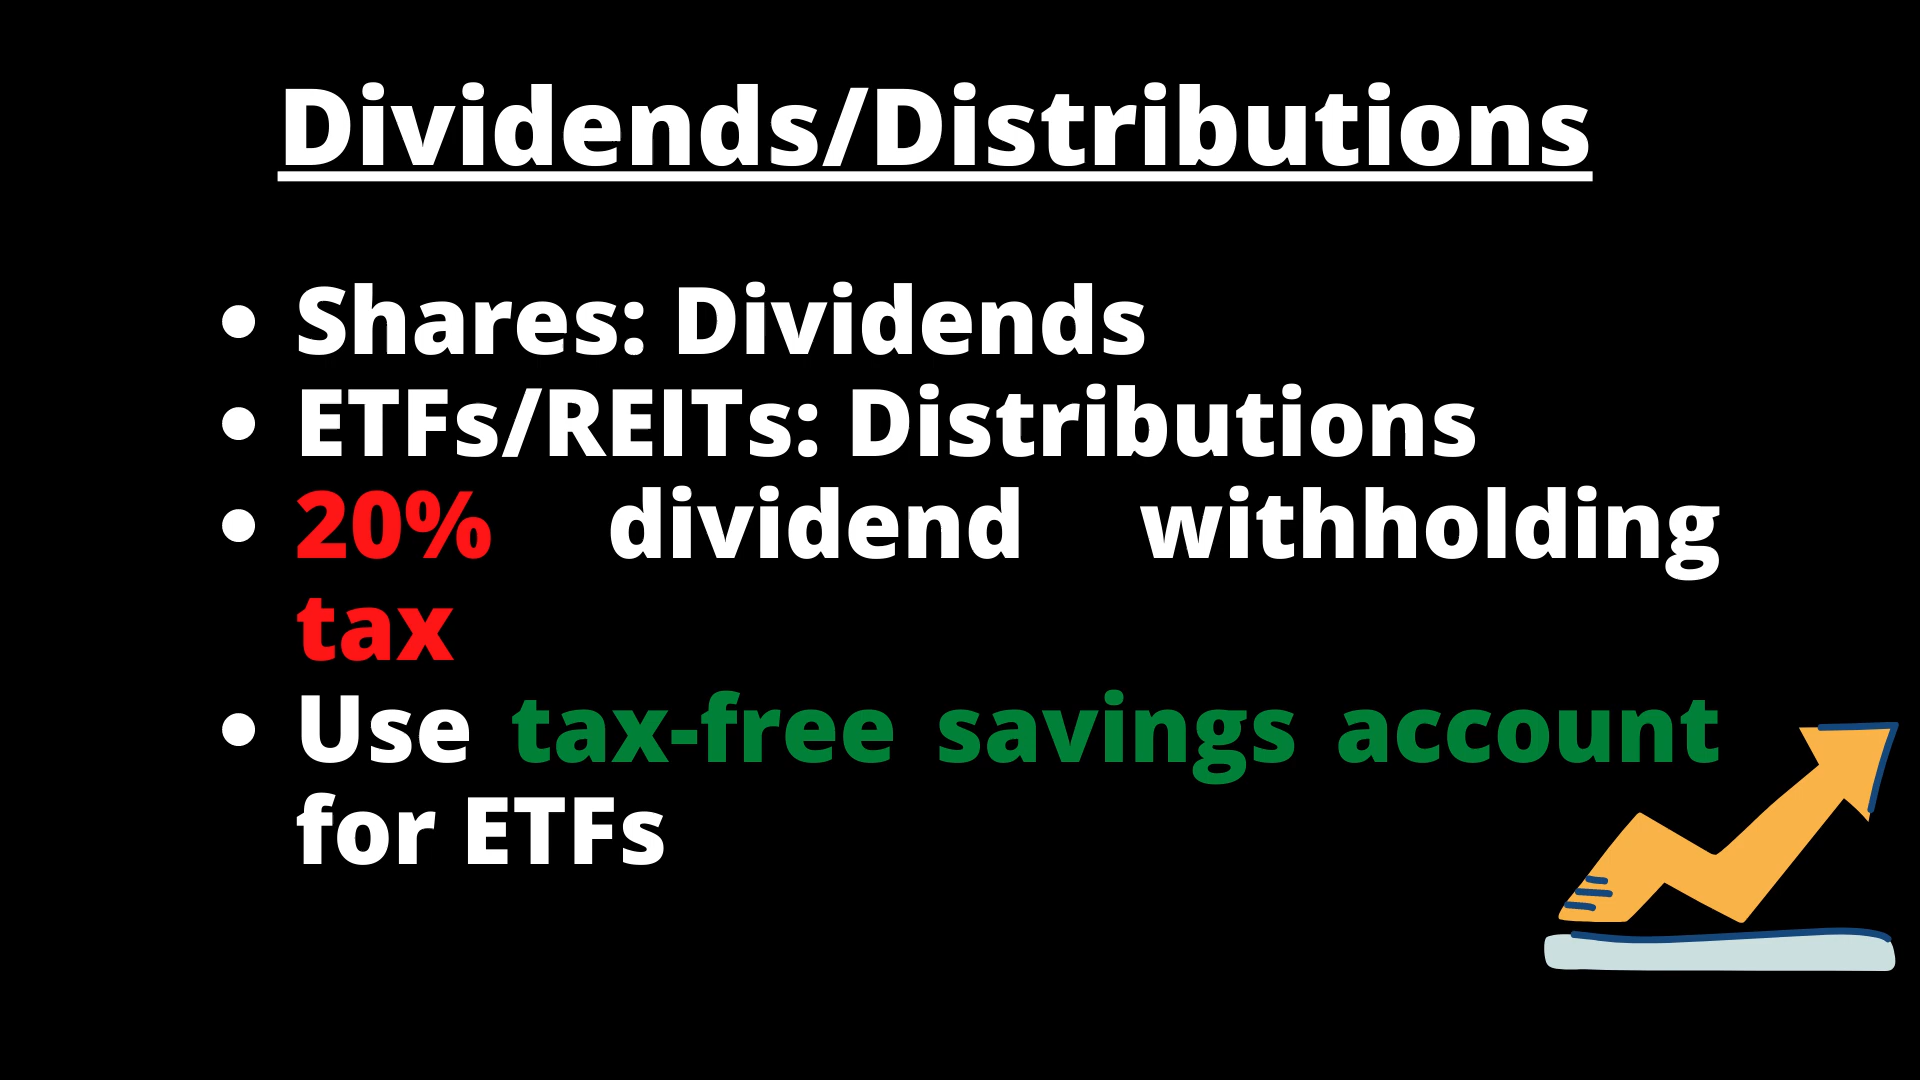 Dividends/Distributions
• Shares: Dividends
• ETFs/REITs: Distributions
• 20% dividend withholding
tax
• Use tax-free savings account
for ETFs